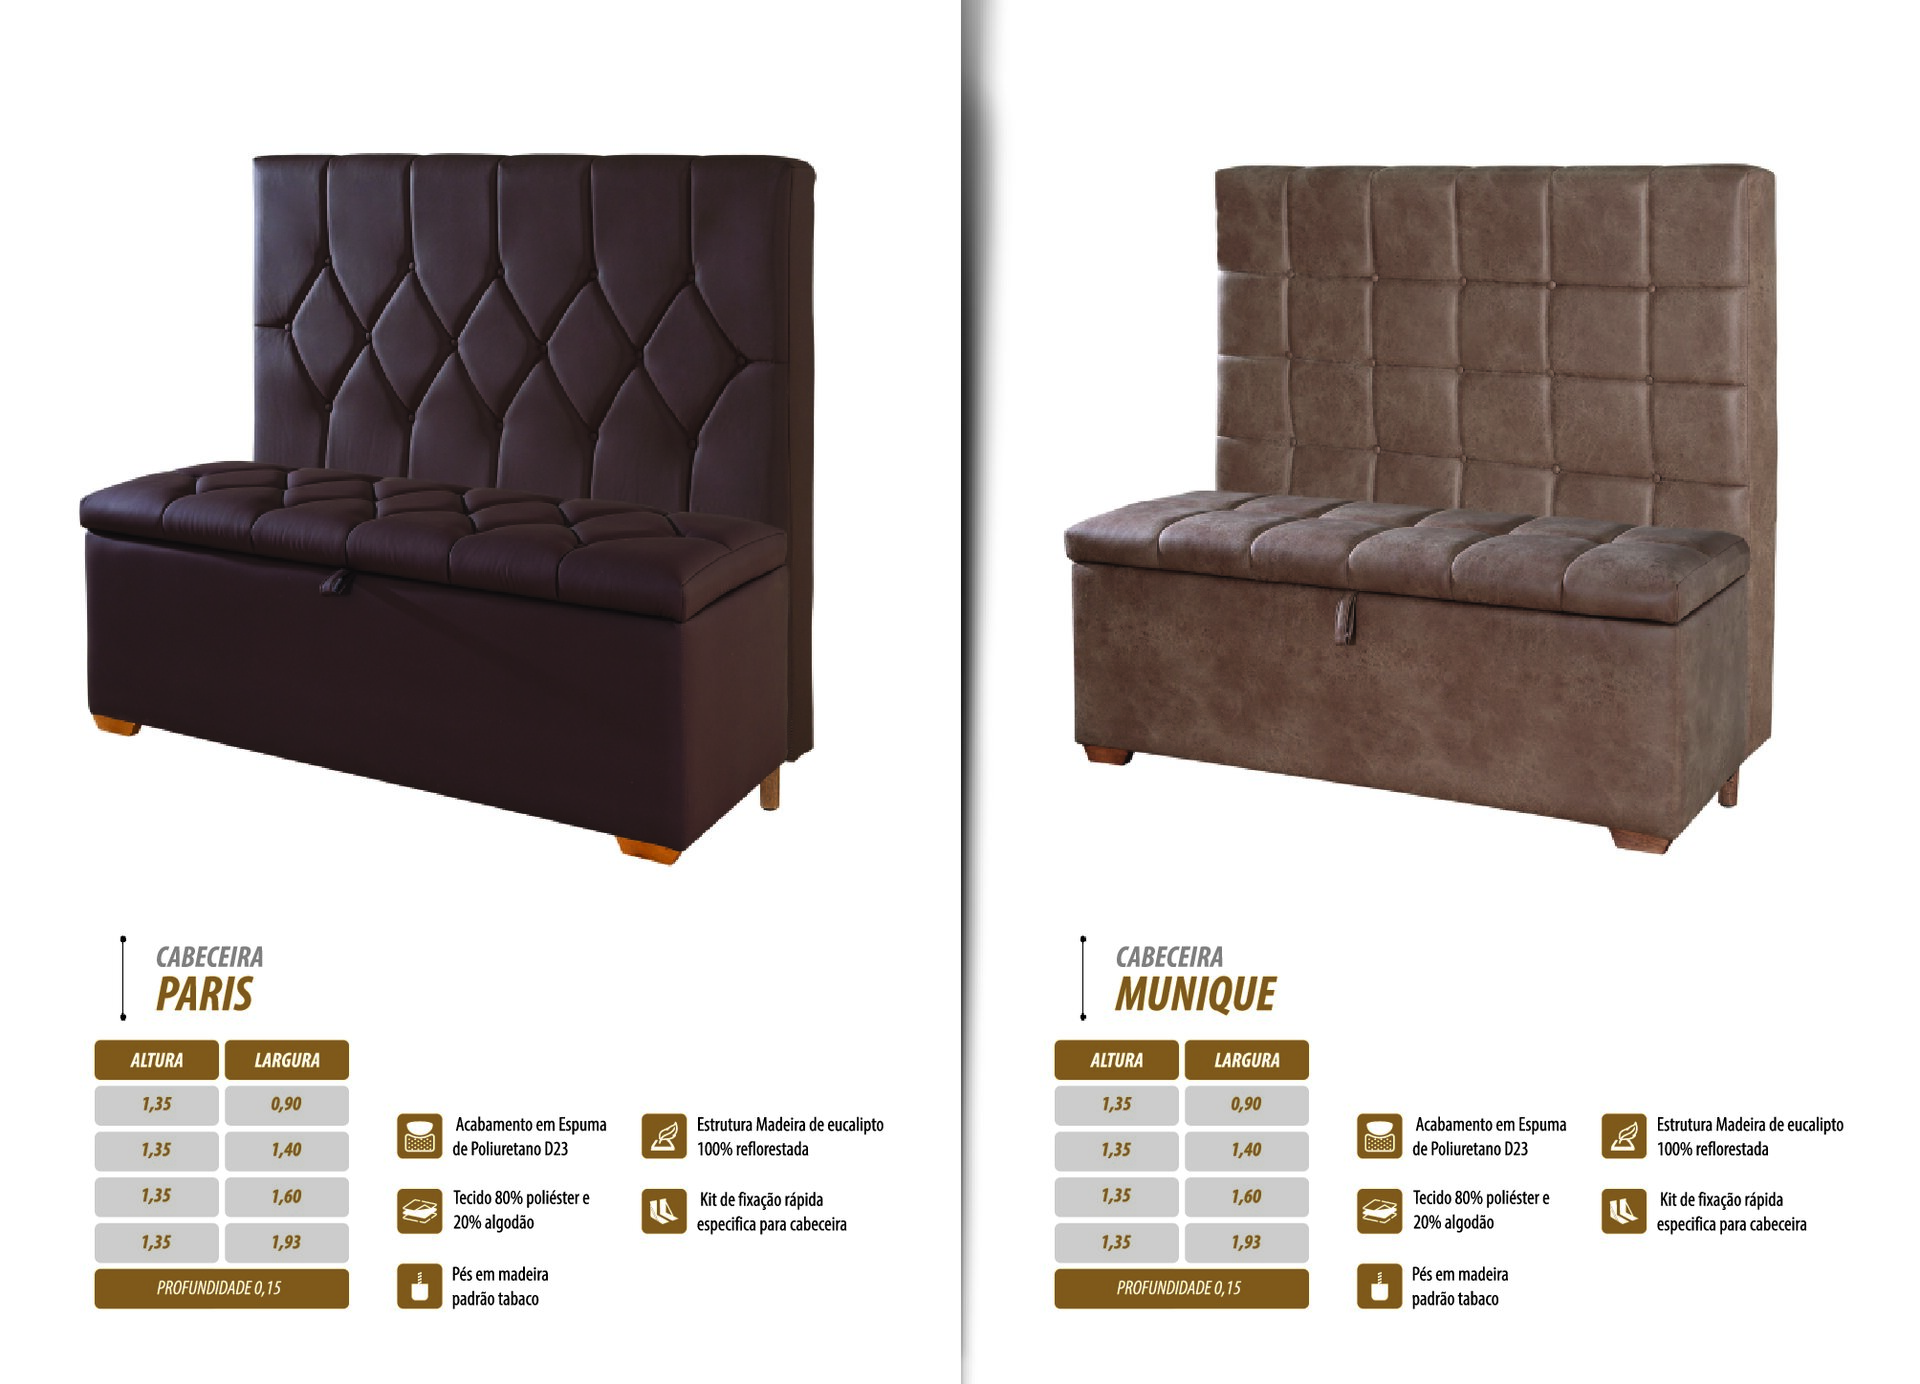 CABECEIRA
PARIS
ALTURA LARGURA
1,35 0,90
1,35 1,40
1,35 1,60
1,35 1,93
PROFUNDIDADE 0,15
Acabamento em Espuma
de Poliuretano D23
Tecido 80% poliéster e
20% algodão
Pés em madeira
padrão tabaco
Estrutura Madeira de eucalipto
100% reflorestada
Kit de fixação rápida
especifica para cabeceira
CABECEIRA
MUNIQUE
ALTURA LARGURA
1,35 0,90
1,35 1,40
1,35 1,60
1,35 1,93
PROFUNDIDADE 0,15
Acabamento em Espuma
de Poliuretano D23
Tecido 80% poliéster e
20% algodão
Pés em madeira
padrão tabaco
Estrutura Madeira de eucalipto
100% reflorestada
Kit de fixação rápida
especifica para cabeceira